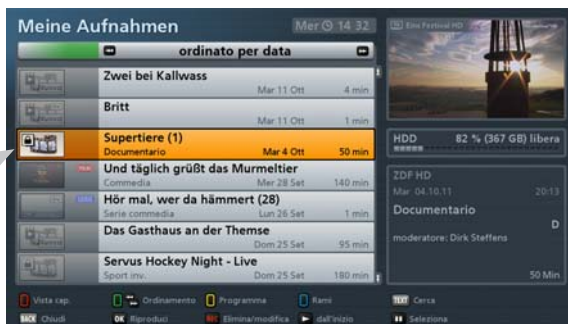 Meine Aufnahmen
Mer 14 32
Eins Festival HD
ordinato per data
Zwei bei Kallwass
Mar 11 Ott 4 min
Britt
Mar 11 Ott 1 min
Supertiere (1)
Documentario Mar 4 Ott 50 min
Und täglich grüßt das Murmeltier
Commedia Mer 28 Set 140 min
Hör mal, wer da hämmert (28)
Serie commedia Lun 26 Set 1 min
Das Gasthaus an der Themse
Dom 25 Set 95 min
Servus Hockey Night - Live
Sport inv. Dom 25 Set 180 min
HDD 82 % (367 GB) libera
ZDF HD
Mar 04.10.11 20:13
Documentario
D
moderatore: Dirk Steffens
50 Min
Vista cap. Ordinamento Programma Rami TEXT Cerca
BACK Chiudi OK Riproduci REC Elimina/modifica dall'inizio Seleziona